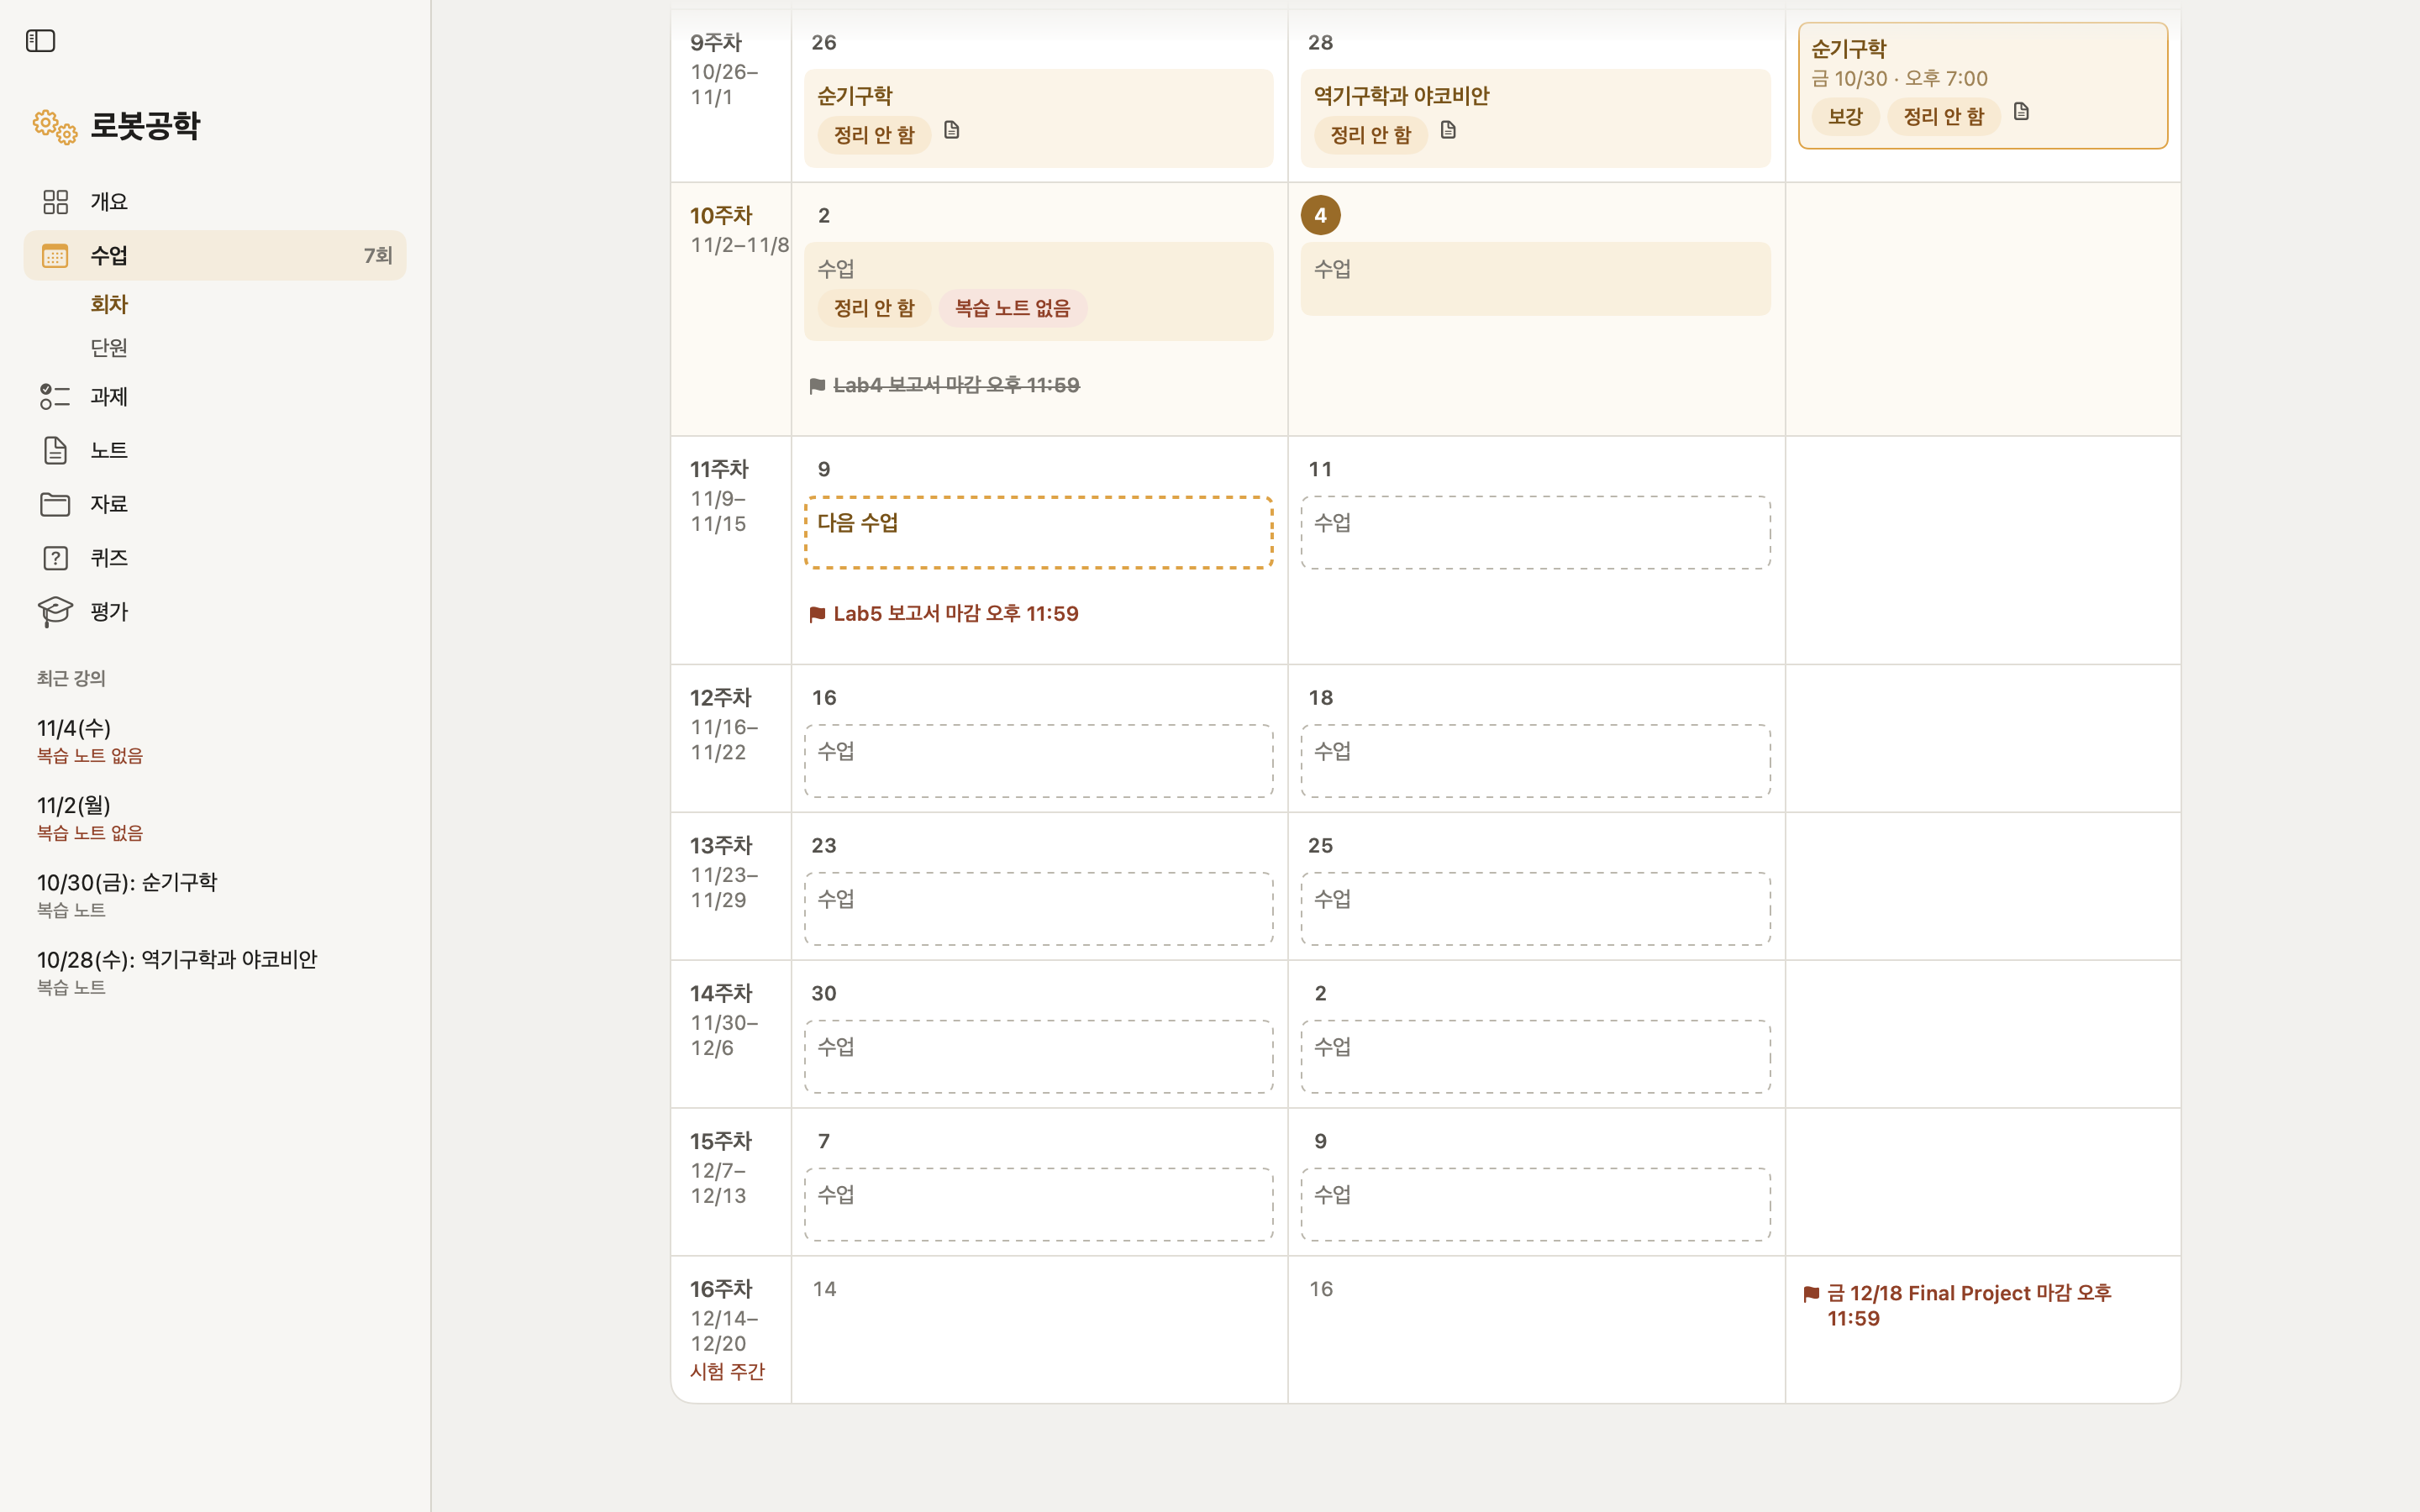 로봇공학
개요
수업 7회
회차
단원
과제
노트
자료
퀴즈
평가
최근 강의
11/4(수)
복습 노트 없음
11/2(월)
복습 노트 없음
10/30(금): 순기구학
복습 노트
10/28(수): 역기구학과 야코비안
복습 노트
9주차
10/26–
11/1
26
순기구학
정리 안 함
28
역기구학과 야코비안
정리 안 함
순기구학
금 10/30 · 오후 7:00
보강 정리 안 함
10주차
11/2–11/8
2
수업
정리 안 함 복습 노트 없음
Lab4 보고서 마감 오후 11:59
4
수업
11주차
11/9–
11/15
9
다음 수업
Lab5 보고서 마감 오후 11:59
11
수업
12주차
11/16–
11/22
16
수업
18
수업
13주차
11/23–
11/29
23
수업
25
수업
14주차
11/30–
12/6
30
수업
2
수업
15주차
12/7–
12/13
7
수업
9
수업
16주차
12/14–
12/20
시험 주간
14
16
금 12/18 Final Project 마감 오후
11:59